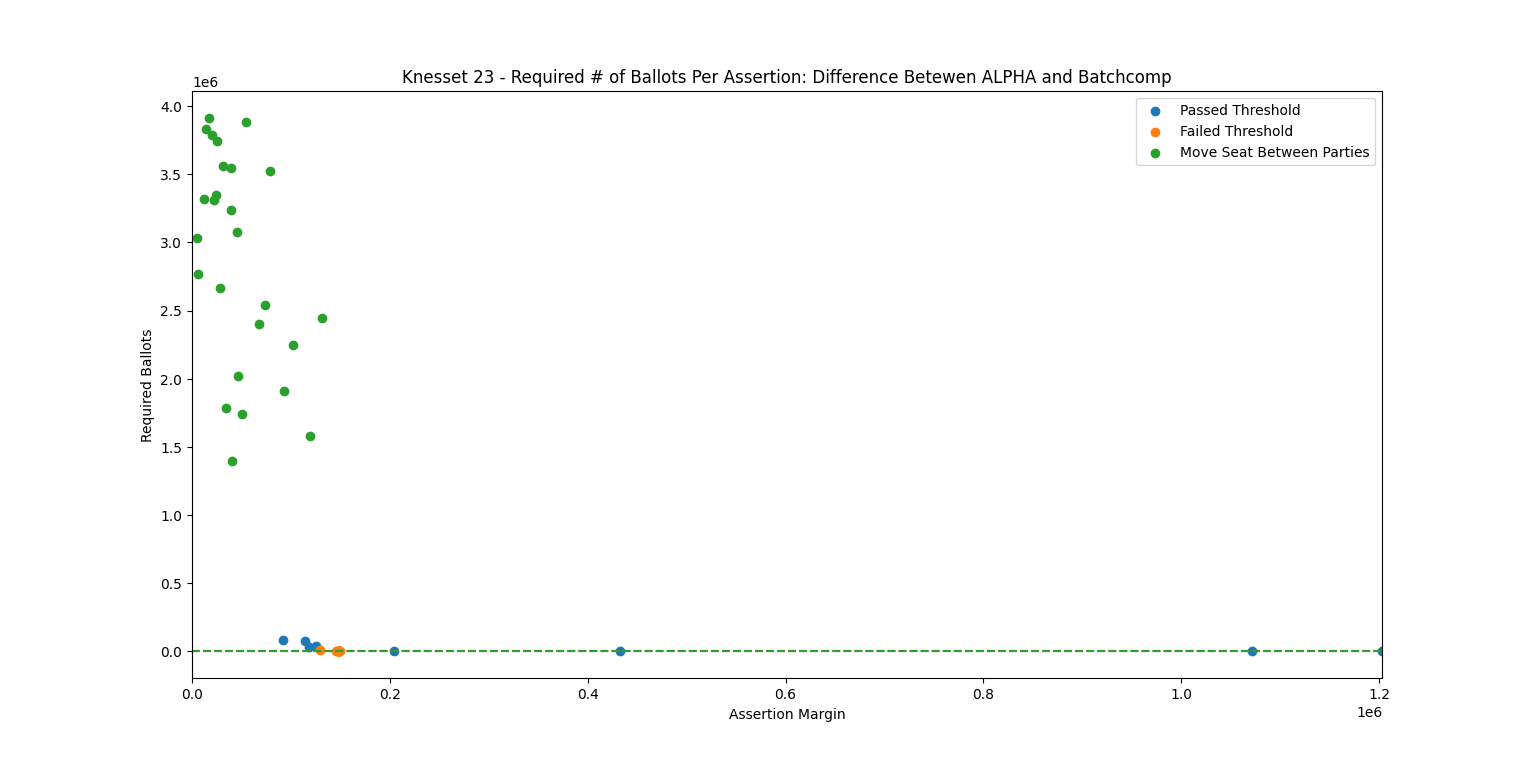 Knesset 23 - Required # of Ballots Per Assertion: Difference Betewen ALPHA and Batchcomp
1e6
4.0
3.5
3.0
2.5
2.0
1.5
1.0
0.5
0.0
Required Ballots
Passed Threshold
Failed Threshold
Move Seat Between Parties
0.0 0.2 0.4 0.6 0.8 1.0 1.2
1e6
Assertion Margin